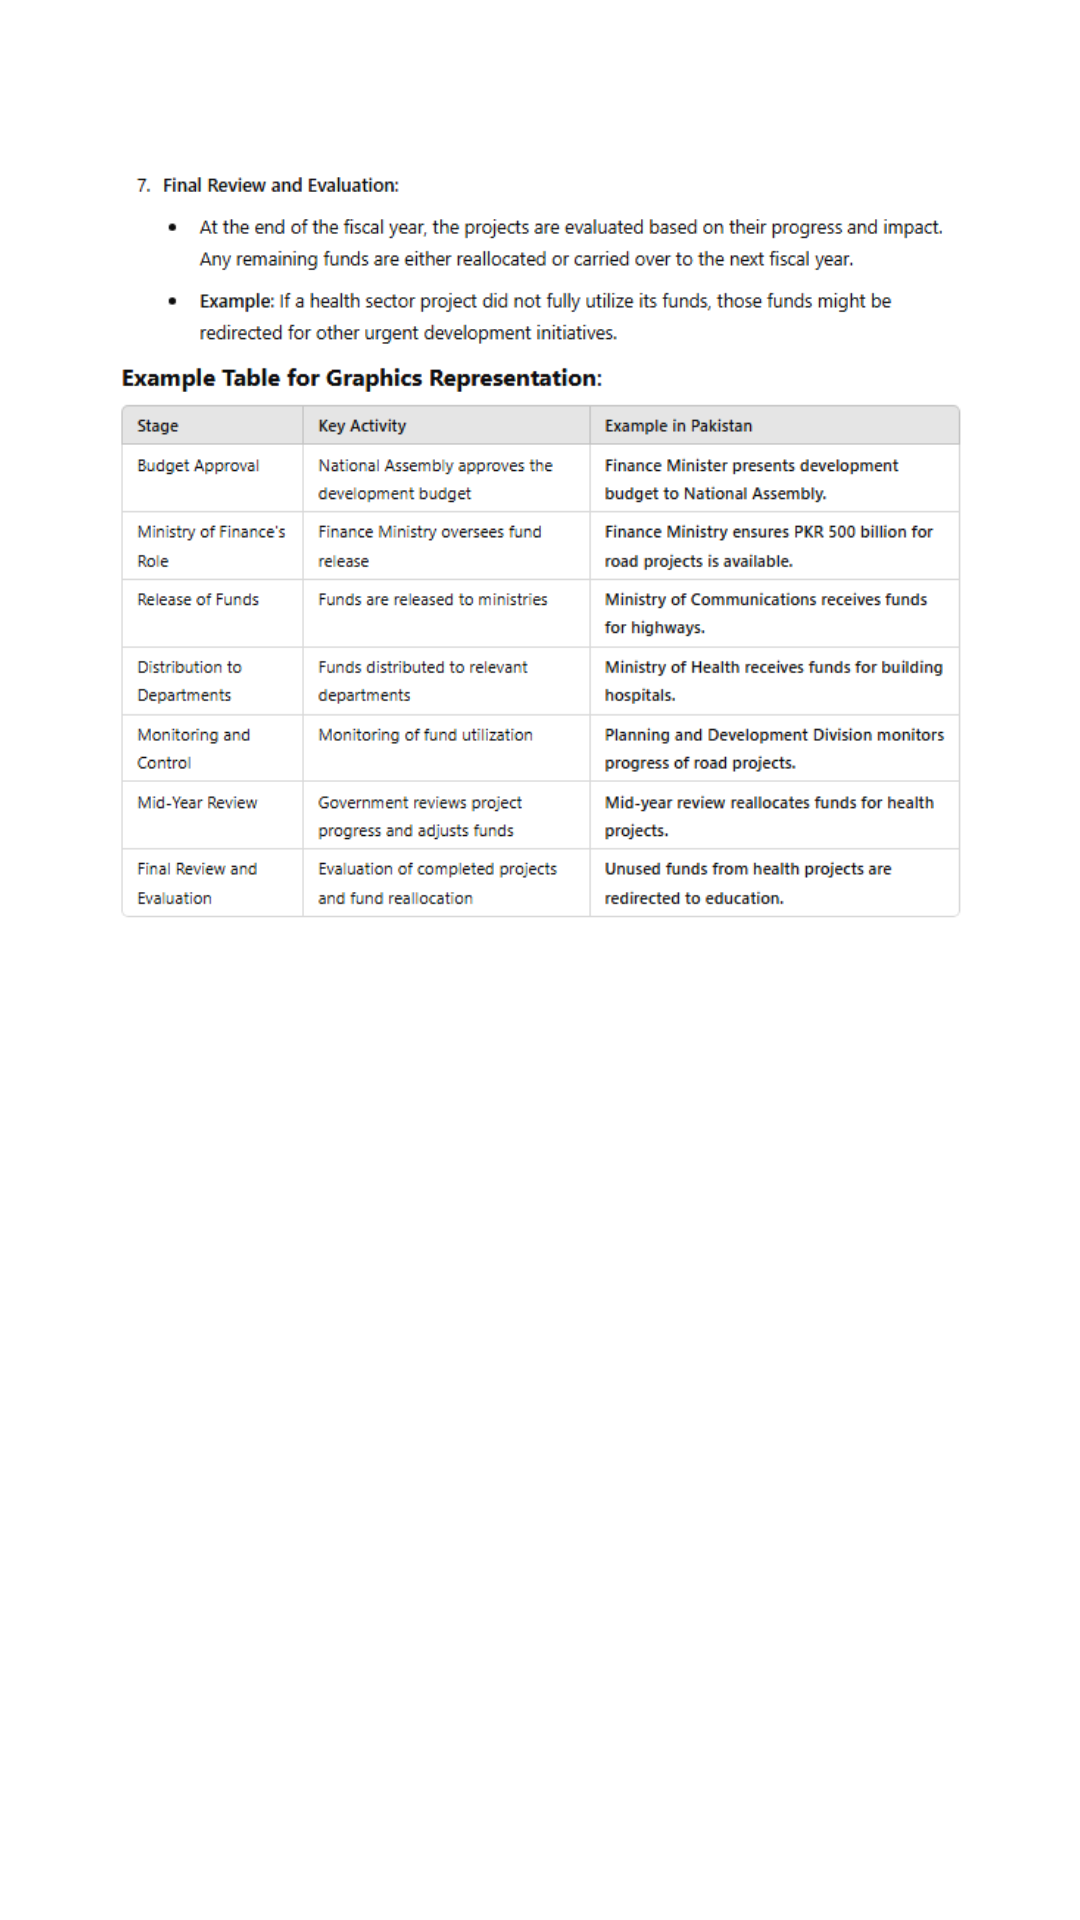 7. Final Review and Evaluation:
• At the end of the fiscal year, the projects are evaluated based on their progress and impact.
Any remaining funds are either reallocated or carried over to the next fiscal year.
• Example: If a health sector project did not fully utilize its funds, those funds might be
redirected for other urgent development initiatives.
Example Table for Graphics Representation:
Stage
Key Activity
Example in Pakistan
Budget Approval
National Assembly approves the
development budget
Finance Minister presents development
budget to National Assembly.
Ministry of Finance's
Role
Finance Ministry oversees fund
release
Finance Ministry ensures PKR 500 billion for
road projects is available.
Release of Funds
Funds are released to ministries
Ministry of Communications receives funds
for highways.
Distribution to
Departments
Funds distributed to relevant
departments
Ministry of Health receives funds for building
hospitals.
Monitoring and
Control
Monitoring of fund utilization
Planning and Development Division monitors
progress of road projects.
Mid-Year Review
Government reviews project
progress and adjusts funds
Mid-year review reallocates funds for health
projects.
Final Review and
Evaluation
Evaluation of completed projects
and fund reallocation
Unused funds from health projects are
redirected to education.